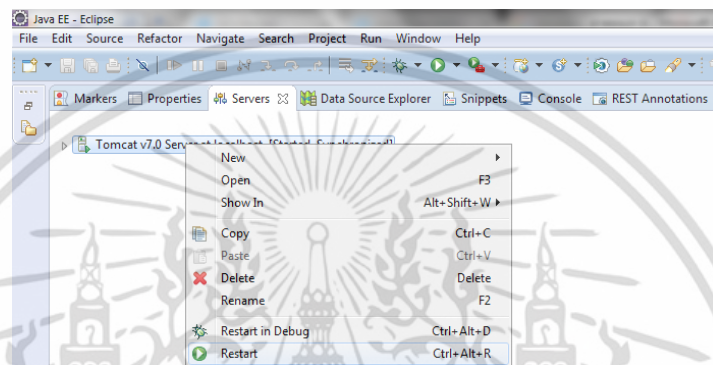 Java EE - Eclipse
File Edit Source Refactor Navigate Search Project Run Window Help
Markers Properties Servers Data Source Explorer Snippets Console REST Annotations
Tomcat v7.0 Server at localhost [Started, Synchronized]
New
Open F3
Show In Alt+Shift+W
Copy Ctrl+C
Paste Ctrl+V
Delete Delete
Rename F2
Restart in Debug Ctrl+Alt+D
Restart Ctrl+Alt+R